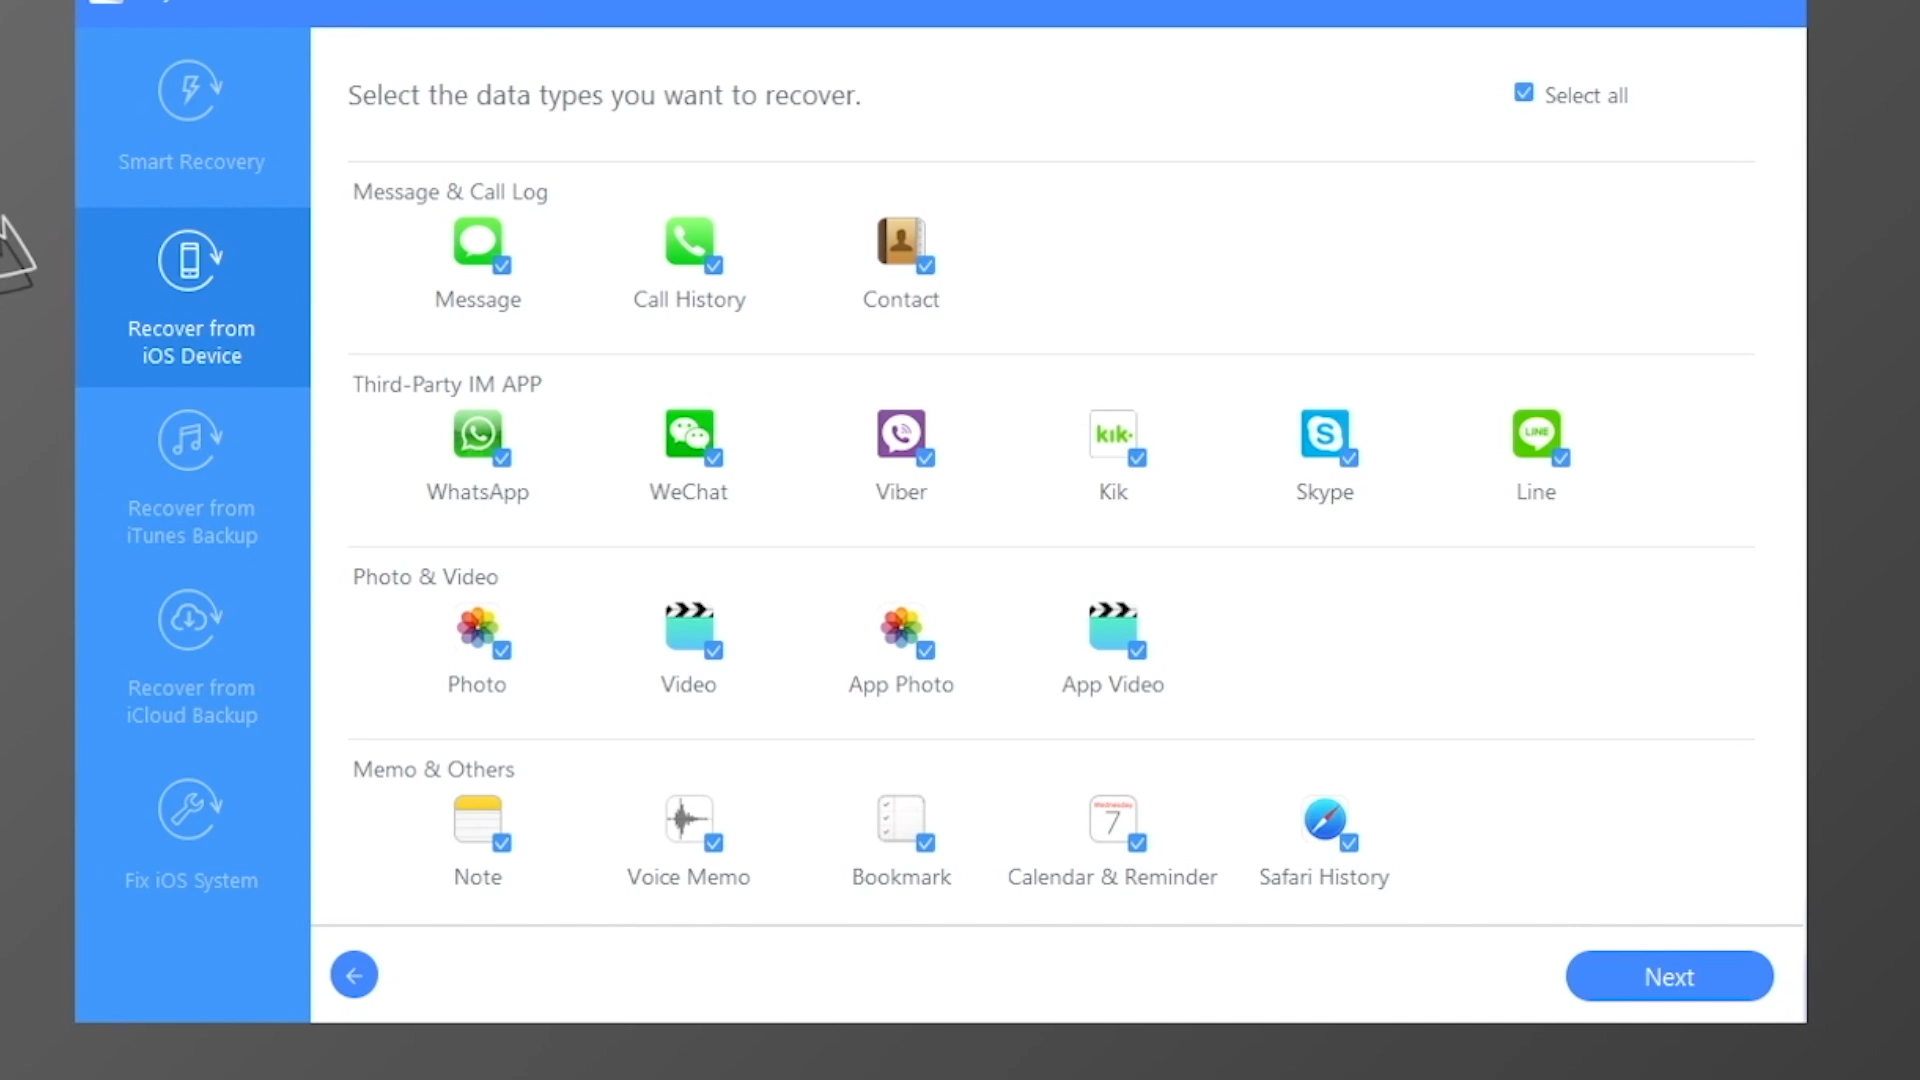 Smart Recovery
Recover from
iOS Device
Recover from
iTunes Backup
Recover from
iCloud Backup
Fix iOS System
Select the data types you want to recover.
Select all
Message & Call Log
Message
Call History
Contact
Third-Party IM APP
kik·
S
LINE
WhatsApp
WeChat
Viber
Kik
Skype
Line
Photo & Video
Photo
Video
App Photo
App Video
Memo & Others
Wednesday
7
Note
Voice Memo
Bookmark
Calendar & Reminder
Safari History
Next